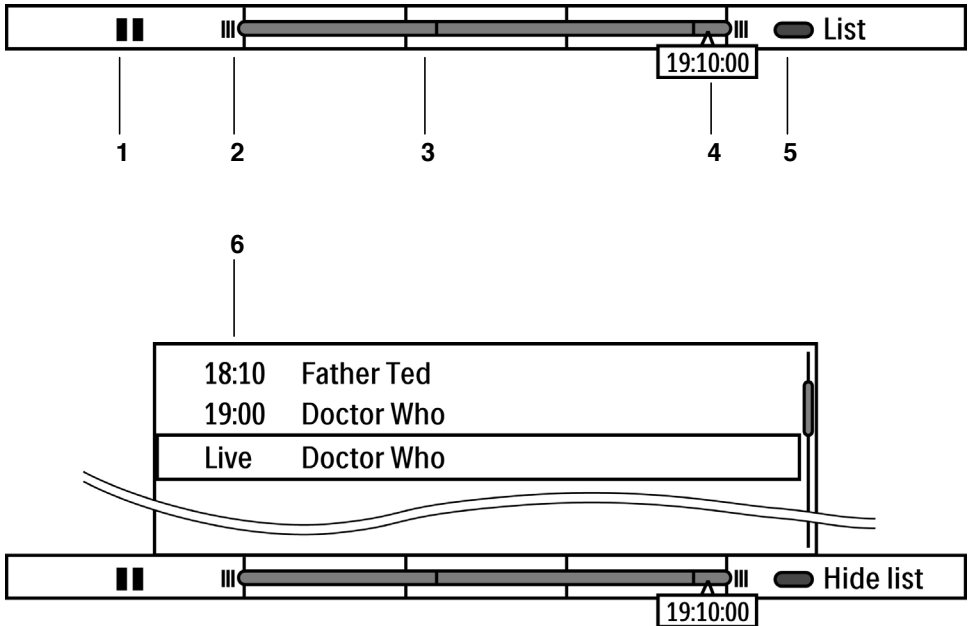 List
19:10:00
1 2 3 4 5
6
18:10 Father Ted
19:00 Doctor Who
Live Doctor Who
Hide list
19:10:00